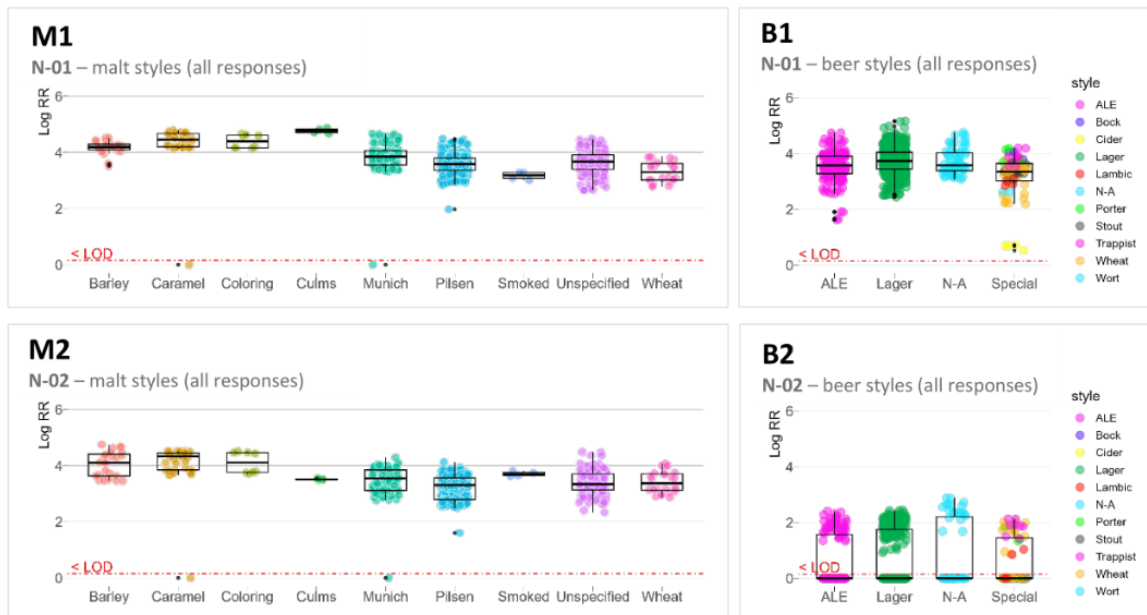 M1
N-01 – malt styles (all responses)
Log RR
6
4
2
0
< LOD
Barley Caramel Coloring Culms Munich Pilsen Smoked Unspecified Wheat
B1
N-01 – beer styles (all responses)
Log RR
6
4
2
0
< LOD
ALE Lager N-A Special
style
ALE
Bock
Cider
Lager
Lambic
N-A
Porter
Stout
Trappist
Wheat
Wort
M2
N-02 – malt styles (all responses)
Log RR
6
4
2
0
< LOD
Barley Caramel Coloring Culms Munich Pilsen Smoked Unspecified Wheat
B2
N-02 – beer styles (all responses)
Log RR
6
4
2
0
< LOD
ALE Lager N-A Special
style
ALE
Bock
Cider
Lager
Lambic
N-A
Porter
Stout
Trappist
Wheat
Wort